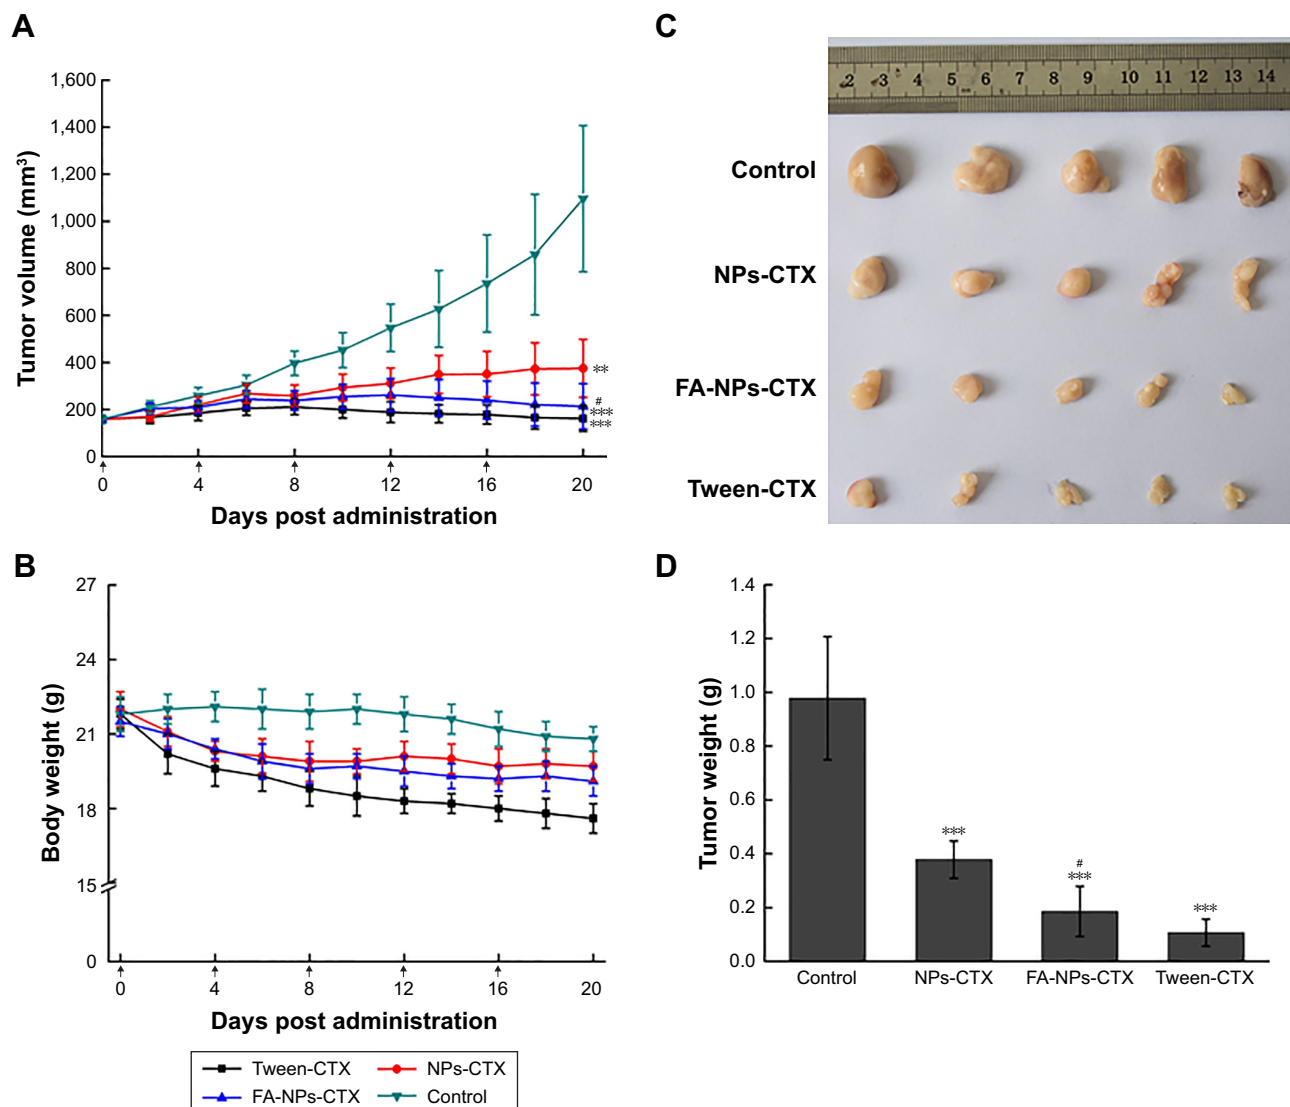 A
1,600
1,400
1,200
1,000
800
600
400
200
0
Tumor volume (mm³)
**
#
***
***
0 4 8 12 16 20
Days post administration
B
27
24
21
18
15
0
Body weight (g)
0 4 8 12 16 20
Days post administration
Tween-CTX NPs-CTX
FA-NPs-CTX Control
C
2 3 4 5 6 7 8 9 10 11 12 13 14
Control
NPs-CTX
FA-NPs-CTX
Tween-CTX
D
1.4
1.2
1.0
0.8
0.6
0.4
0.2
0.0
Tumor weight (g)
***
#
***
***
Control NPs-CTX FA-NPs-CTX Tween-CTX